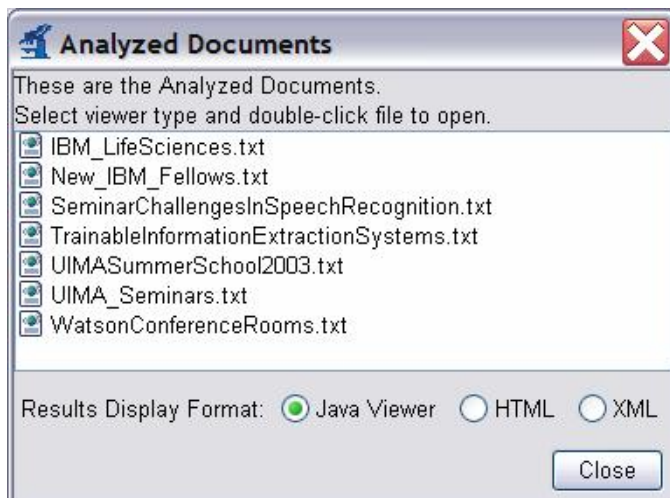 Analyzed Documents
These are the Analyzed Documents.
Select viewer type and double-click file to open.
IBM_LifeSciences.txt
New_IBM_Fellows.txt
SeminarChallengesInSpeechRecognition.txt
TrainableInformationExtractionSystems.txt
UIMASummerSchool2003.txt
UIMA_Seminars.txt
WatsonConferenceRooms.txt
Results Display Format: Java Viewer HTML XML
Close